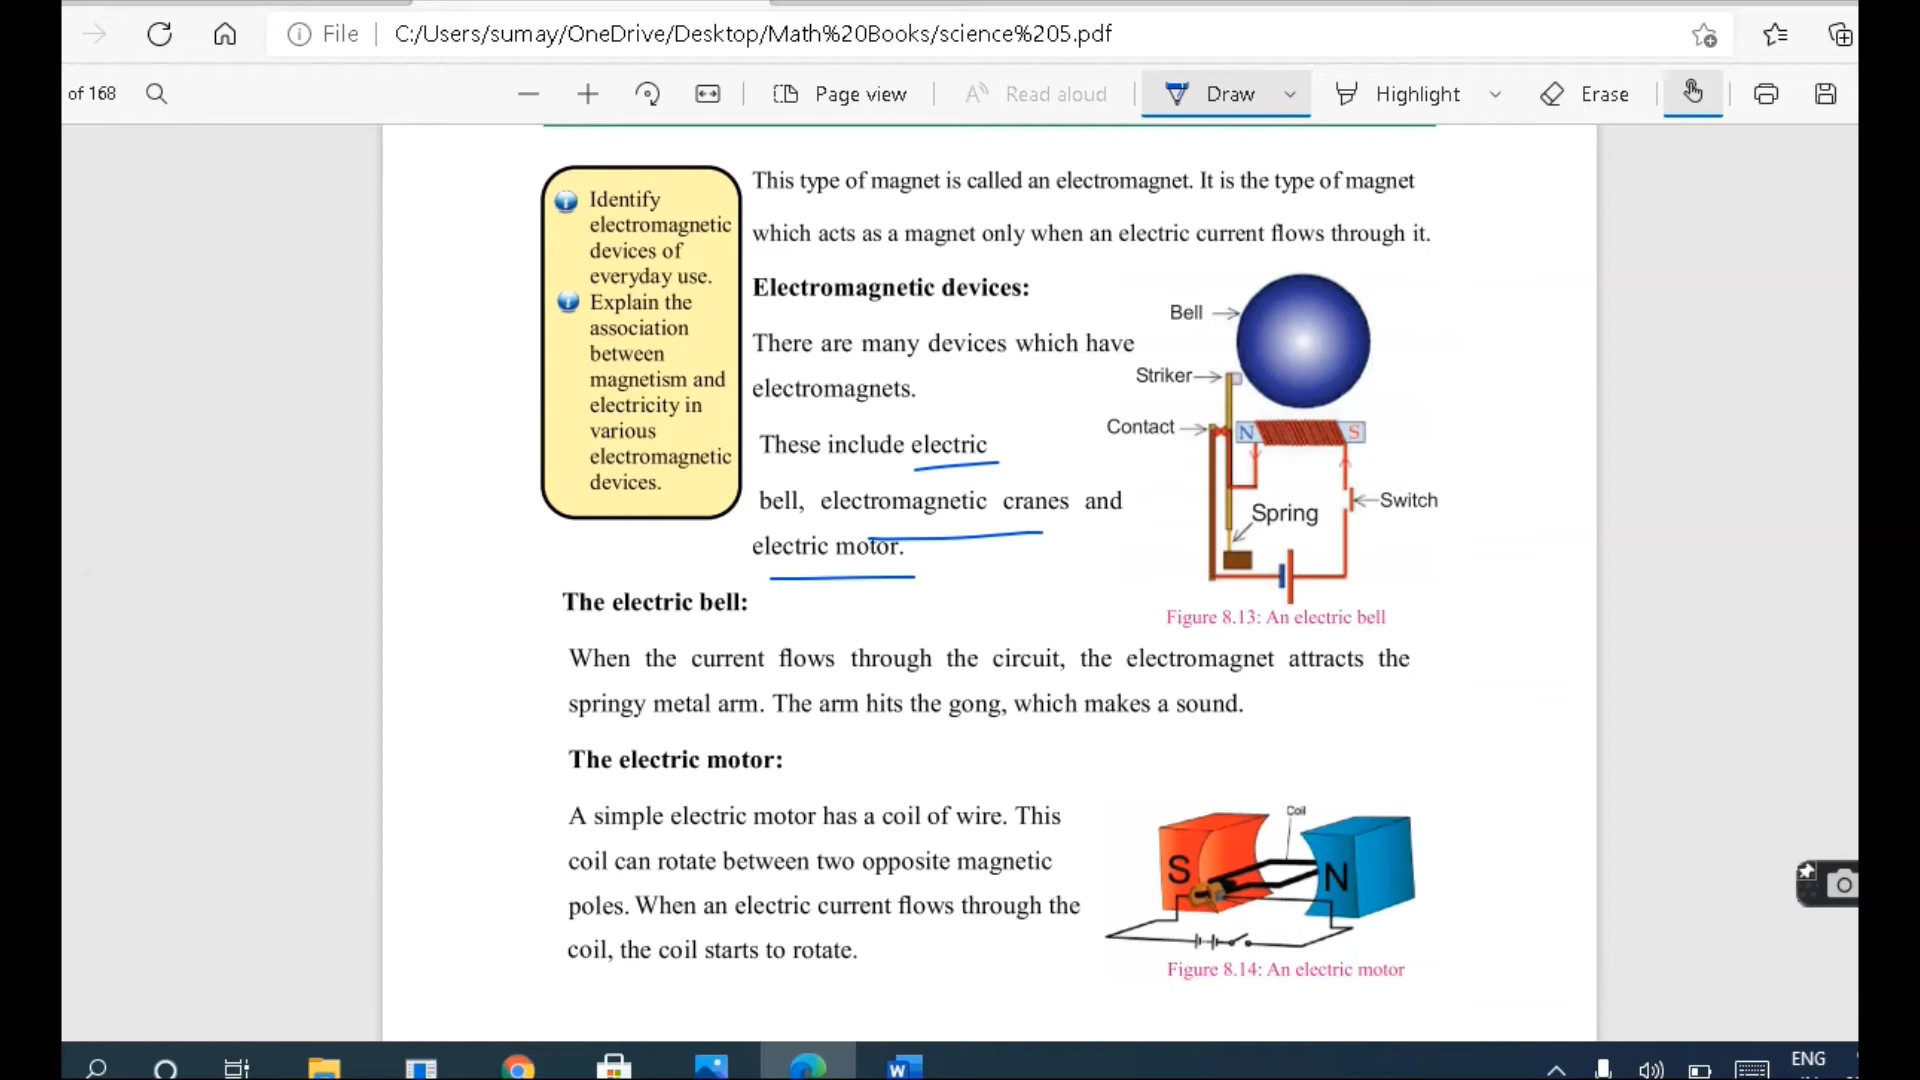 File
C:/Users/sumay/OneDrive/Desktop/Math%20Books/science%205.pdf
of 168
Page view
Read aloud
Draw
Highlight
Erase
Identify
electromagnetic
devices of
everyday use.
Explain the
association
between
magnetism and
electricity in
various
electromagnetic
devices.
This type of magnet is called an electromagnet. It is the type of magnet
which acts as a magnet only when an electric current flows through it.
Electromagnetic devices:
There are many devices which have
electromagnets.
These include electric
bell, electromagnetic cranes and
electric motor.
Bell
Striker
Contact
N
S
Spring
Switch
Figure 8.13: An electric bell
The electric bell:
When the current flows through the circuit, the electromagnet attracts the
springy metal arm. The arm hits the gong, which makes a sound.
The electric motor:
A simple electric motor has a coil of wire. This
coil can rotate between two opposite magnetic
poles. When an electric current flows through the
coil, the coil starts to rotate.
Coil
S
N
Figure 8.14: An electric motor
W
ENG